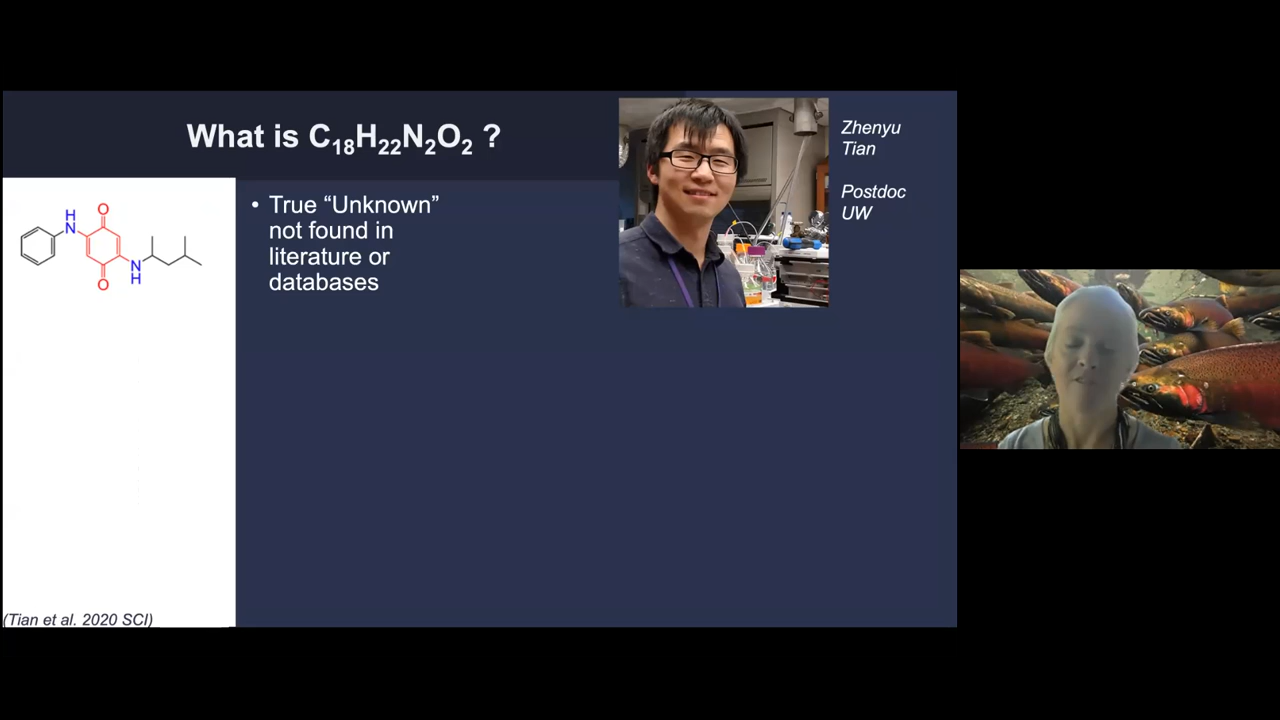 What is C₁₈H₂₂N₂O₂ ?
Zhenyu
Tian
Postdoc
UW
H
N
O
O
N
H
• True “Unknown”
not found in
literature or
databases
(Tian et al. 2020 SCI)